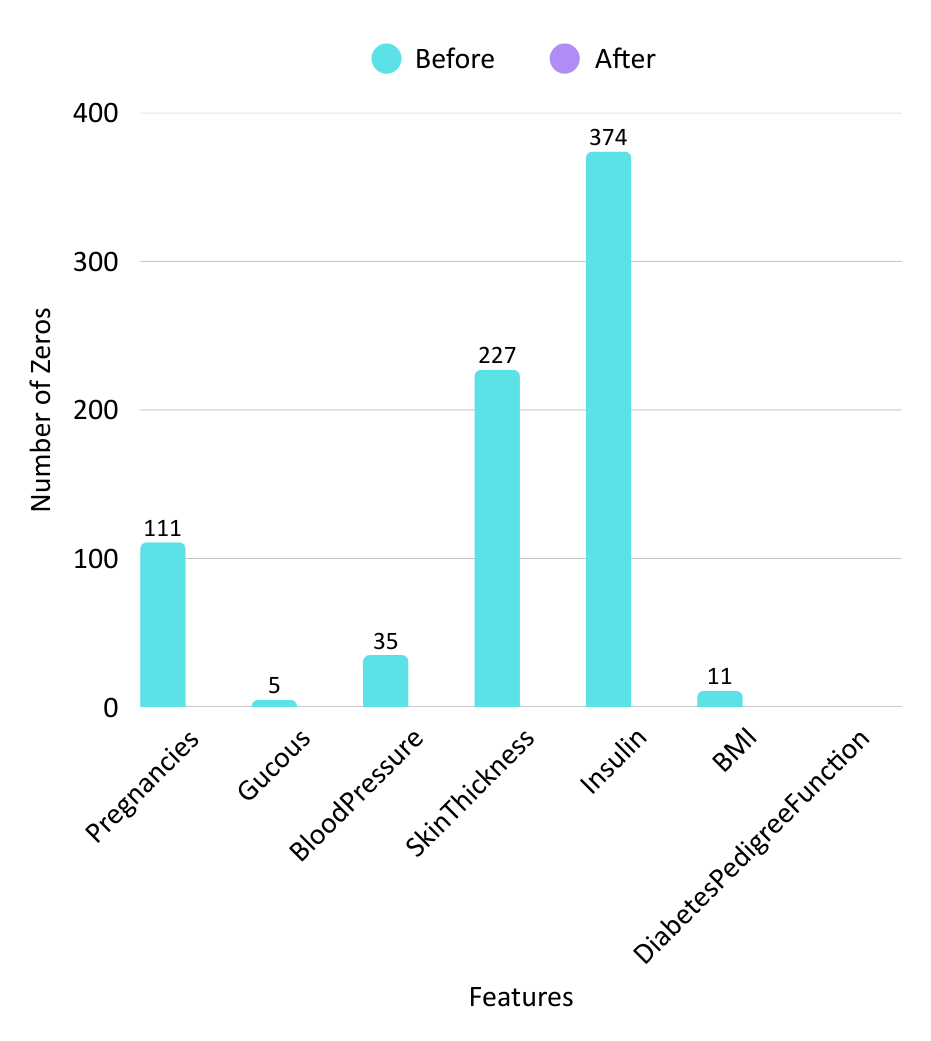 Before After
400
374
300
Number of Zeros
227
200
111
100
35
5
11
0
Pregnancies
Gucous
BloodPressure
SkinThickness
Insulin
BMI
DiabetesPedigreeFunction
Features